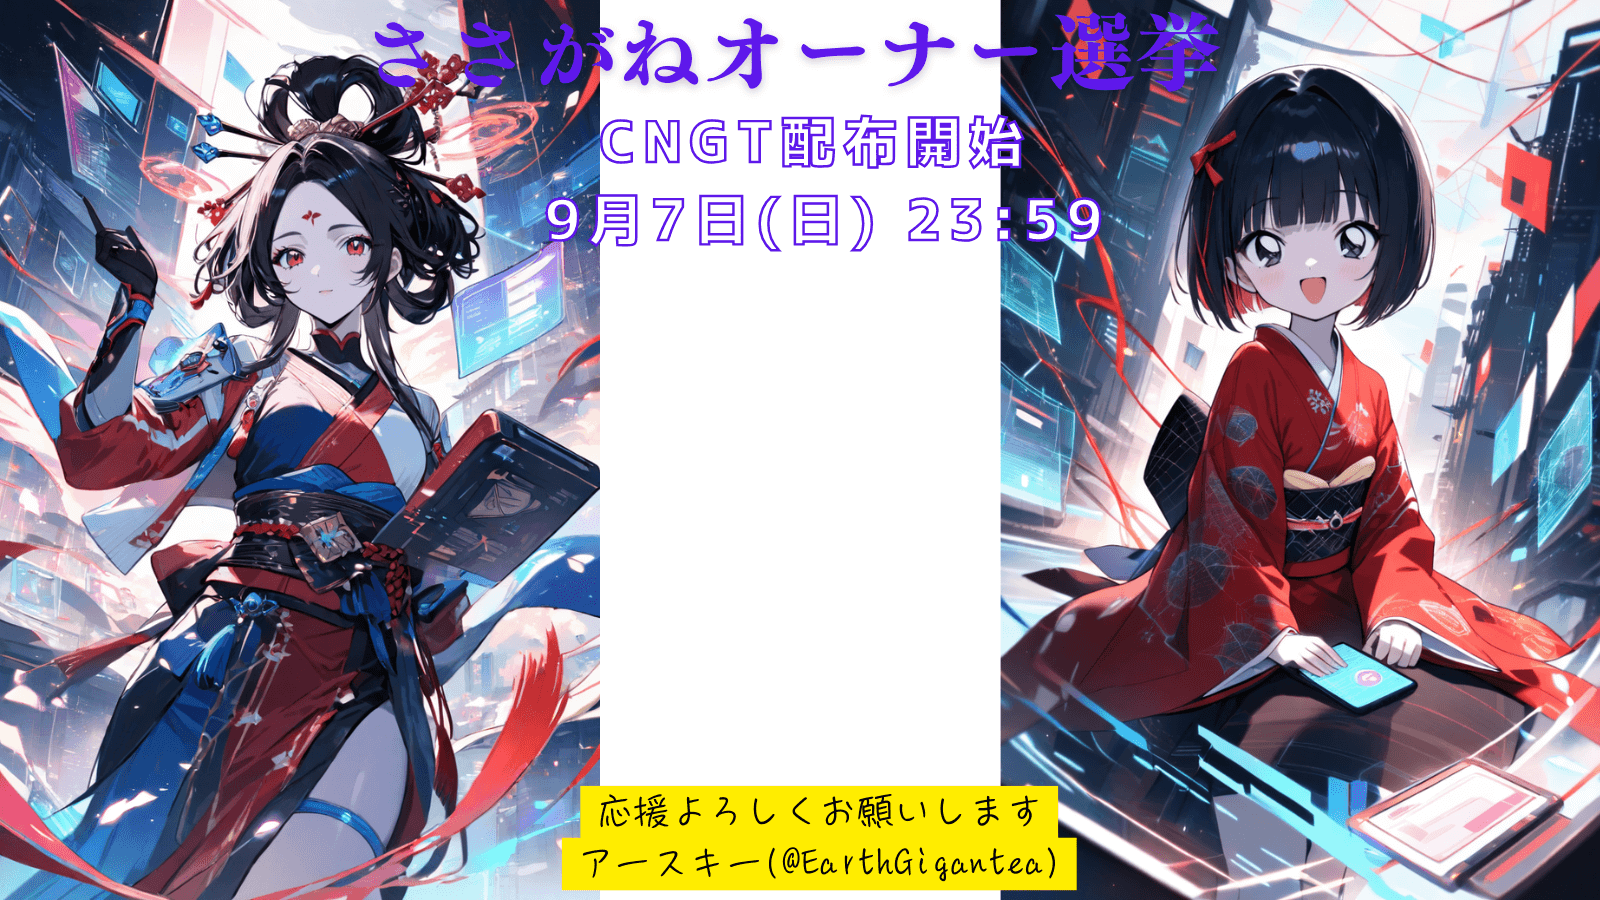 ささがねオーナー選挙
CNGT配布開始
9月7日(日) 23:59
応援よろしくお願いします
アースキー(@EarthGigantea)